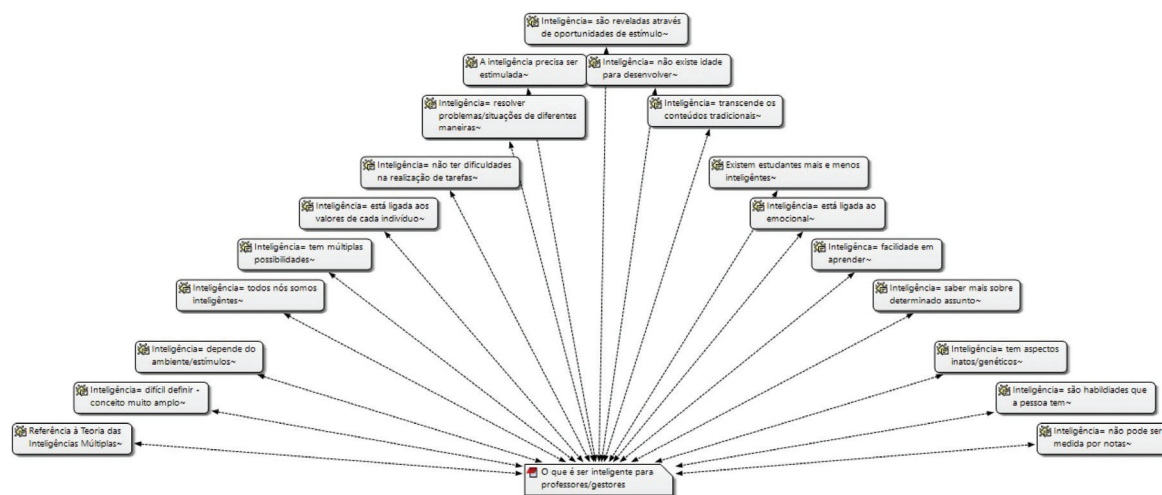 Inteligência= são reveladas através
de oportunidades de estímulo~
A inteligência precisa ser
estimulada~
Inteligência= não existe idade
para desenvolver~
Inteligência= resolver
problemas/situações de diferentes
maneiras~
Inteligência= transcende os
conteúdos tradicionais~
Inteligência= não ter dificuldades
na realização de tarefas~
Existem estudantes mais e menos
inteligêntes~
Inteligência= está ligada aos
valores de cada indivíduo~
Inteligência= está ligada ao
emocional~
Inteligência= tem múltiplas
possibilidades~
Inteligênca= facilidade em
aprender~
Inteligência= todos nós somos
inteligêntes~
Inteligência= saber mais sobre
determinado assunto~
Inteligência= depende do
ambiente/estímulos~
Inteligência= tem aspectos
inatos/genéticos~
Inteligência= difícil definir -
conceito muito amplo~
Inteligência= são habildiades que
a pessoa tem~
Referência à Teoria das
Inteligências Múltiplas~
Inteligência= não pode ser
medida por notas~
O que é ser inteligente para
professores/gestores